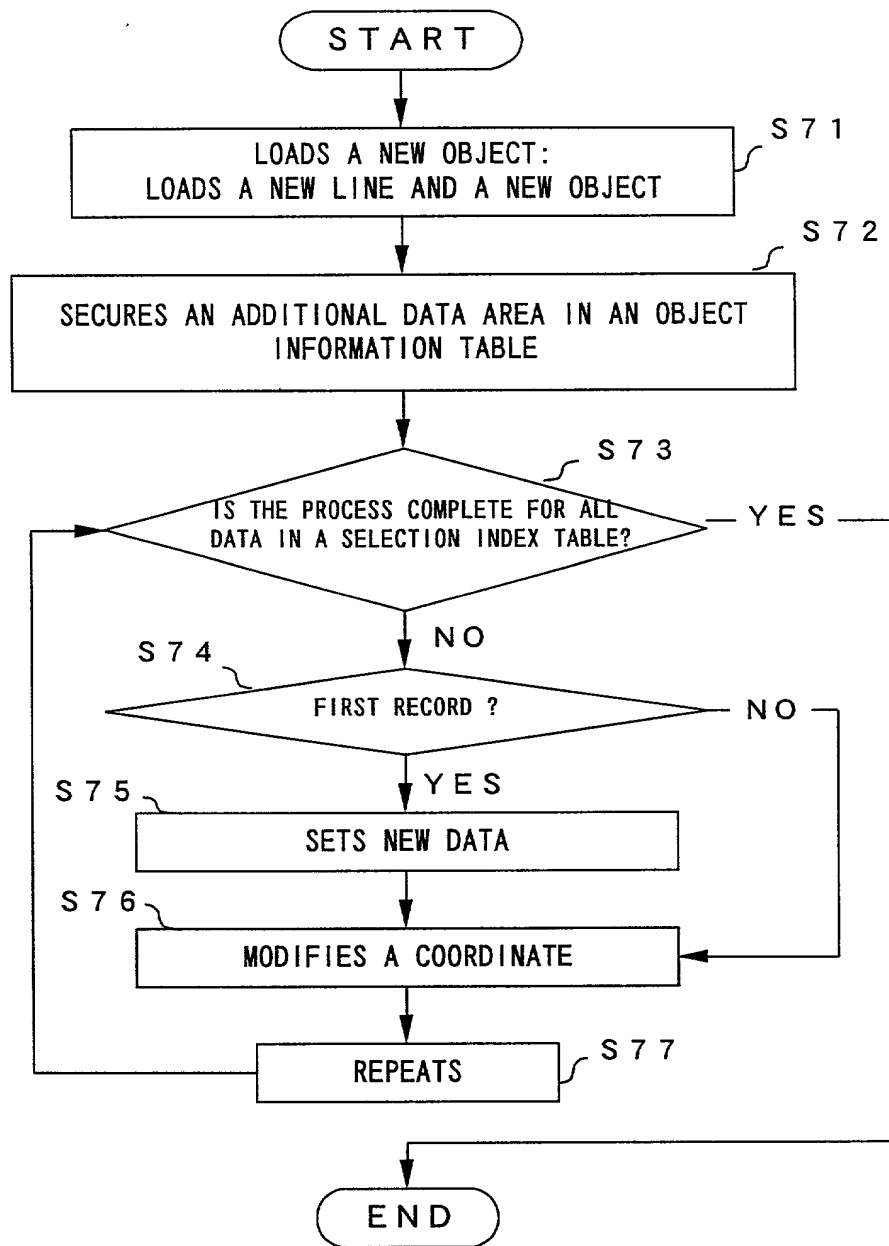 START
S71
LOADS A NEW OBJECT:
LOADS A NEW LINE AND A NEW OBJECT
S72
SECURES AN ADDITIONAL DATA AREA IN AN OBJECT
INFORMATION TABLE
S73
IS THE PROCESS COMPLETE FOR ALL
DATA IN A SELECTION INDEX TABLE?
YES
NO
S74
FIRST RECORD ?
NO
YES
S75
SETS NEW DATA
S76
MODIFIES A COORDINATE
S77
REPEATS
END